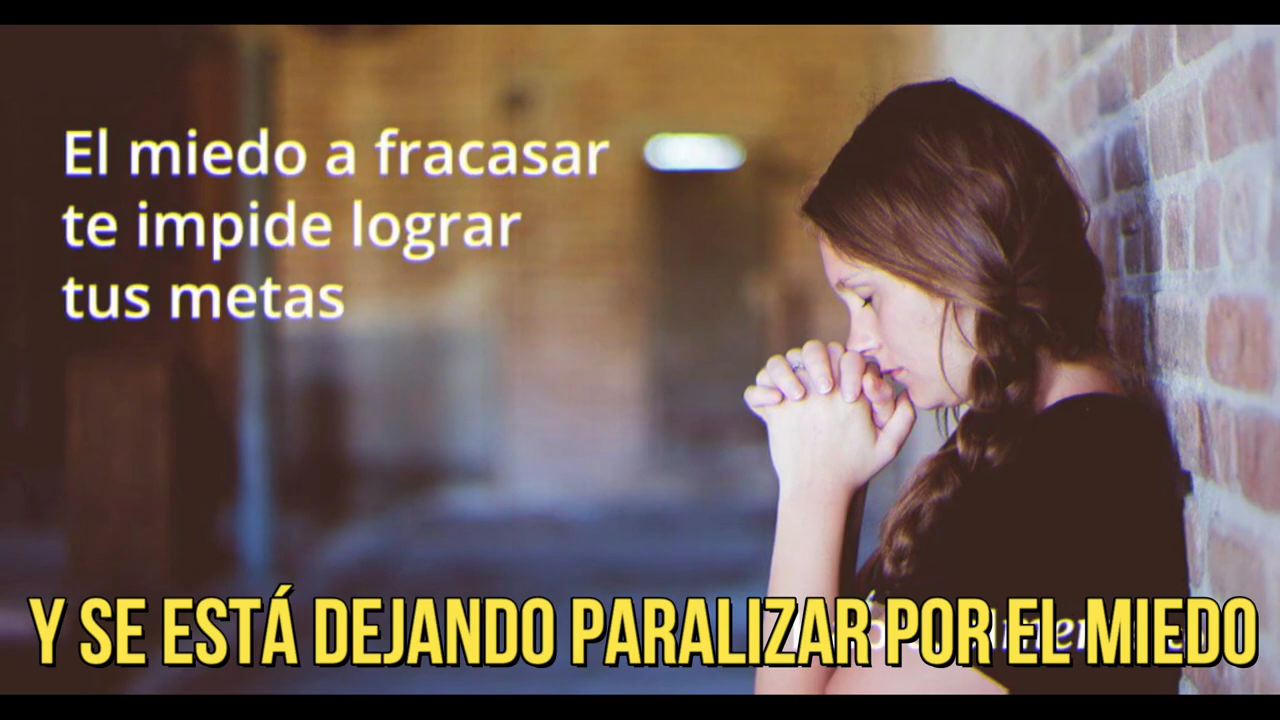 El miedo a fracasar
te impide lograr
tus metas
Y SE ESTÁ DEJANDO PARALIZAR POR EL MIEDO